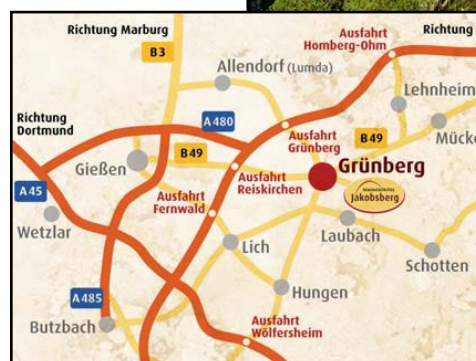 Richtung Marburg
B3
Ausfahrt
Homberg-Ohm
Richtung
Allendorf (Lumda)
Lehnheim
Richtung
Dortmund
A480
Ausfahrt
Grünberg
B49
Mücke
Gießen
B49
Grünberg
A45
Ausfahrt
Reiskirchen
Jakobsberg
Ausfahrt
Fernwald
Wetzlar
Lich
Laubach
Schotten
A485
Hungen
Butzbach
Ausfahrt
Wölfersheim